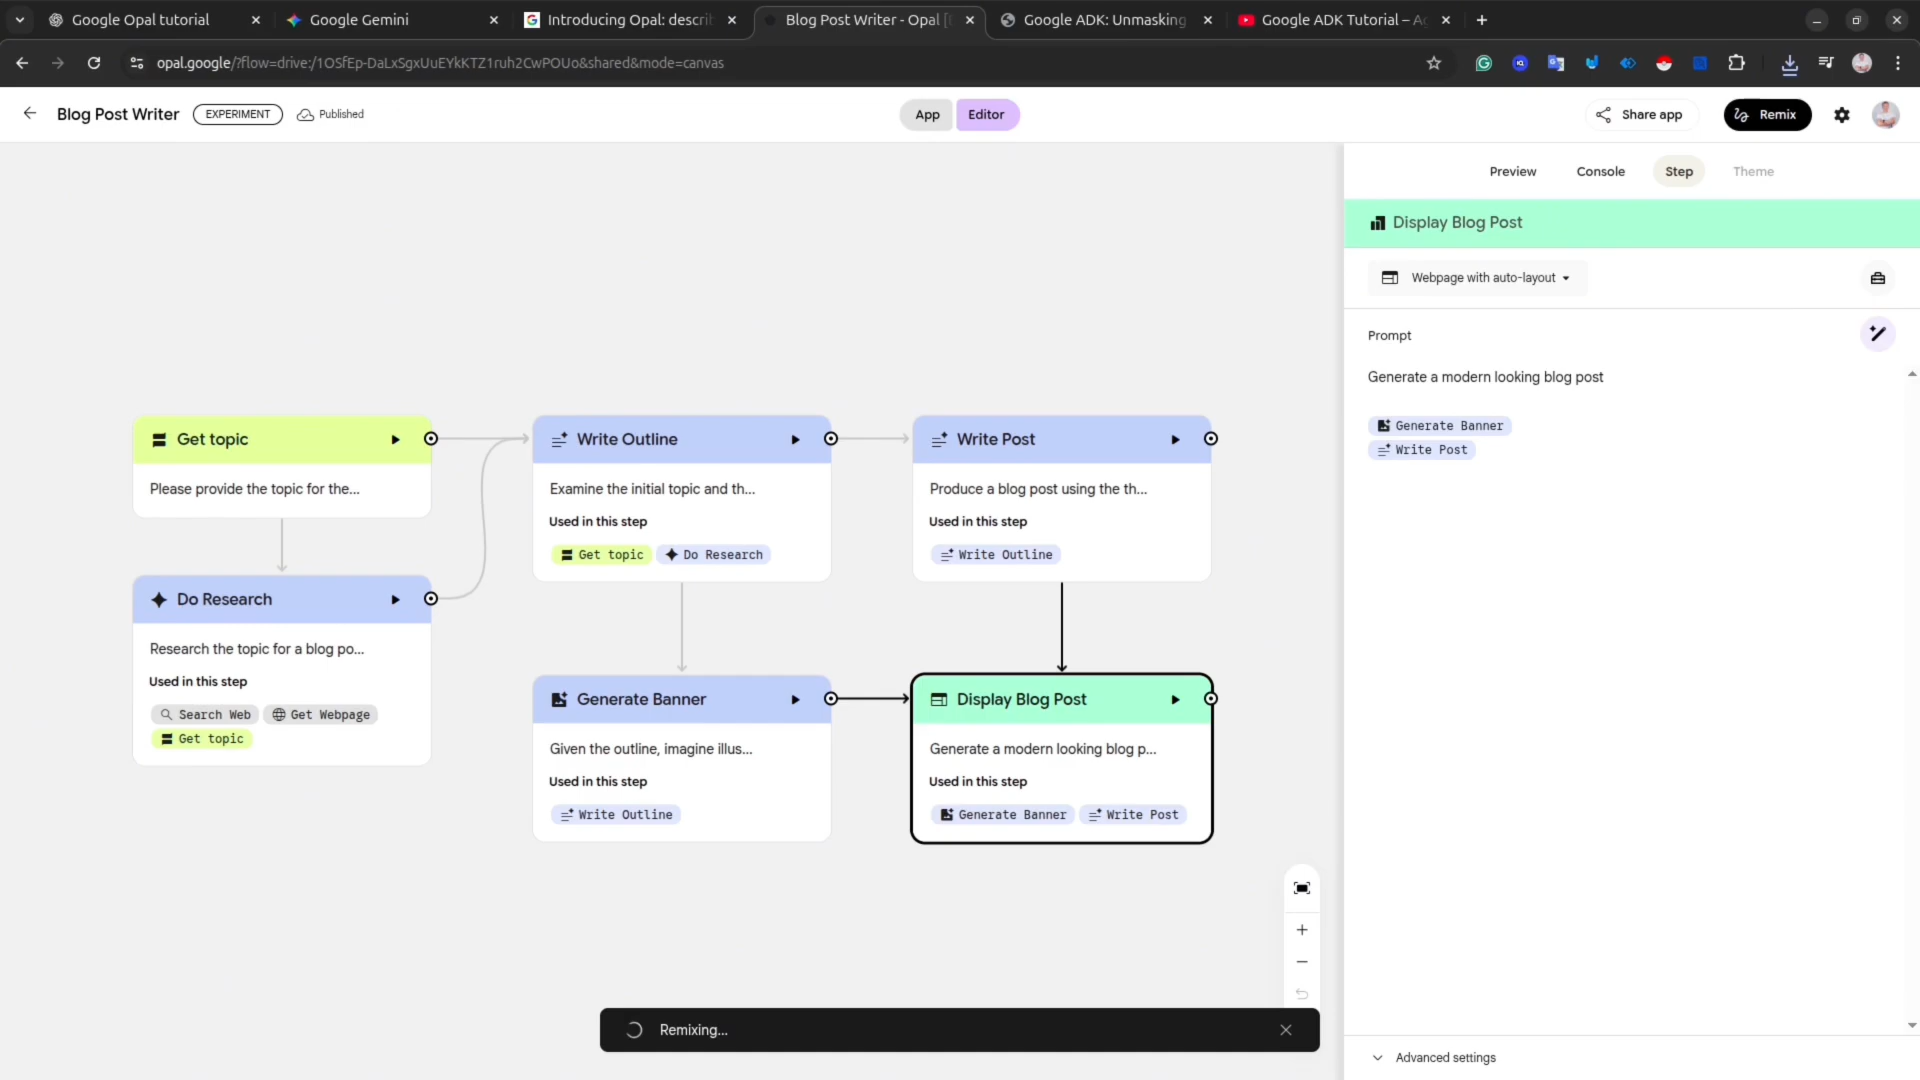 Google Opal tutorial
Google Gemini
Introducing Opal: descri
Blog Post Writer - Opal [
Google ADK: Unmasking
Google ADK Tutorial – A
opal.google/?flow=drive:/1OSfEp-DaLxSgxUuEYkKTZ1ruh2CwPOUo&shared&mode=canvas
Blog Post Writer
EXPERIMENT
Published
App
Editor
Share app
Remix
Preview
Console
Step
Theme
Display Blog Post
Webpage with auto-layout
Prompt
Generate a modern looking blog post
Generate Banner
Write Post
Get topic
Please provide the topic for the...
Write Outline
Examine the initial topic and th...
Used in this step
Get topic
Do Research
Write Post
Produce a blog post using the th...
Used in this step
Write Outline
Do Research
Research the topic for a blog po...
Used in this step
Search Web
Get Webpage
Get topic
Generate Banner
Given the outline, imagine illus...
Used in this step
Write Outline
Display Blog Post
Generate a modern looking blog p...
Used in this step
Generate Banner
Write Post
Remixing...
Advanced settings